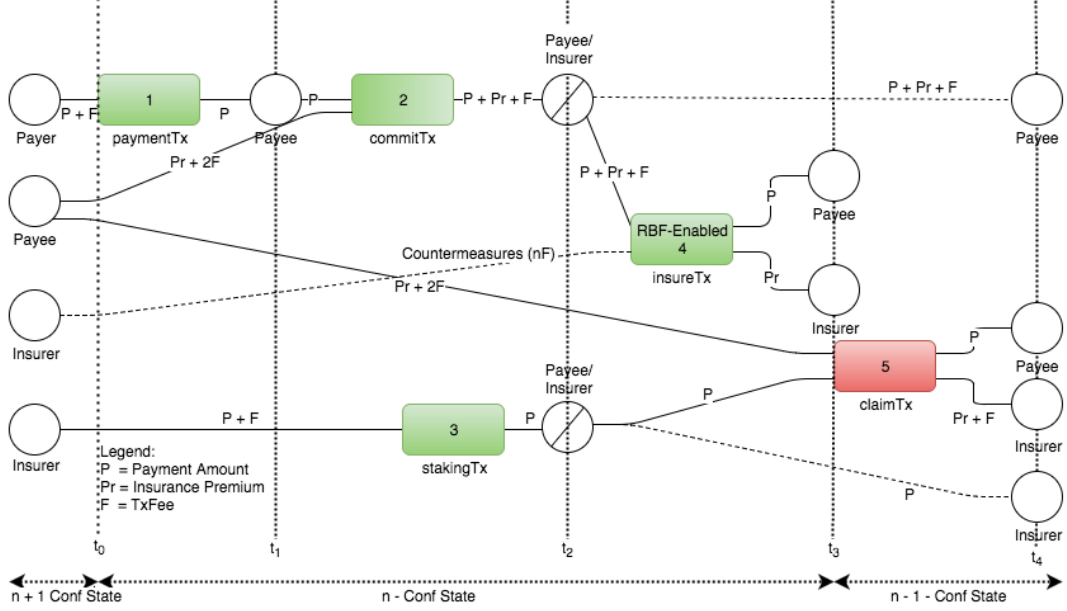 Payee/
Insurer
P + Pr + F
1
P
P
2
P + Pr + F
P + F
Payer
paymentTx
Payee
commitTx
Payee
Pr + 2F
P + Pr + F
P
Payee
Payee
RBF-Enabled
4
Countermeasures (nF)
insureTx
Pr
Pr + 2F
Insurer
Insurer
P
Payee
5
Payee/
Insurer
P
claimTx
Pr + F
P + F
3
P
Insurer
Insurer
stakingTx
Legend:
P = Payment Amount
Pr = Insurance Premium
F = TxFee
P
Insurer
t0
t1
t2
t3
t4
n + 1 Conf State
n - Conf State
n - 1 - Conf State